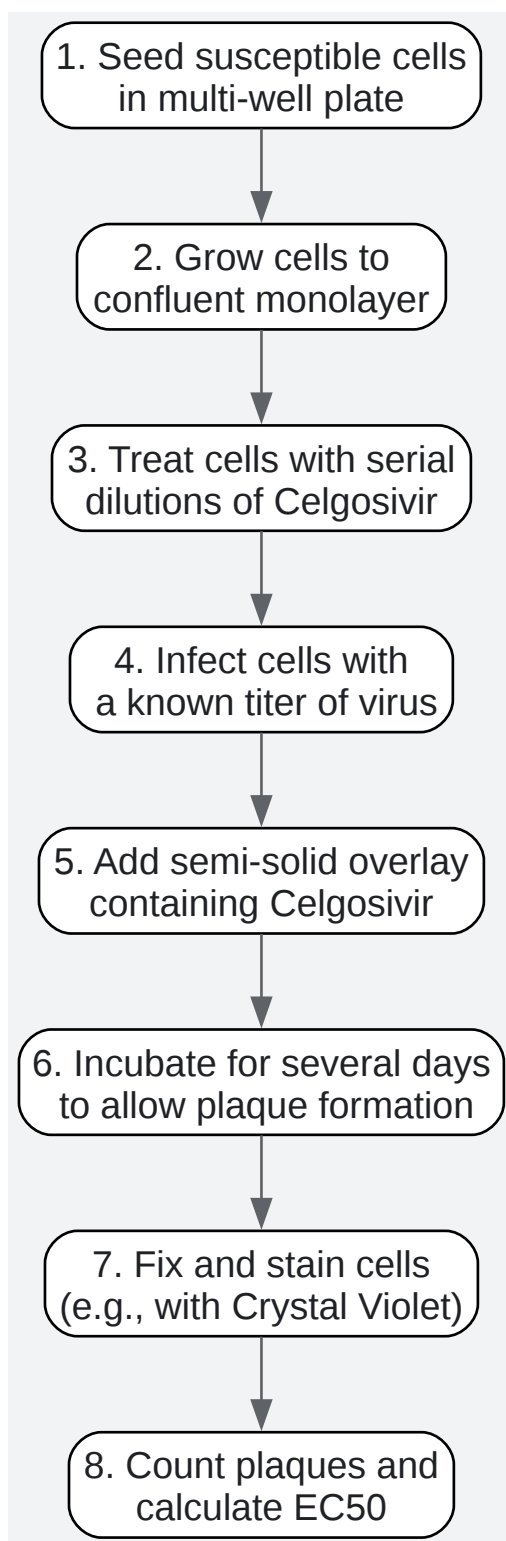 1. Seed susceptible cells
in multi-well plate
2. Grow cells to
confluent monolayer
3. Treat cells with serial
dilutions of Celgosivir
4. Infect cells with
a known titer of virus
5. Add semi-solid overlay
containing Celgosivir
6. Incubate for several days
to allow plaque formation
7. Fix and stain cells
(e.g., with Crystal Violet)
8. Count plaques and
calculate EC50